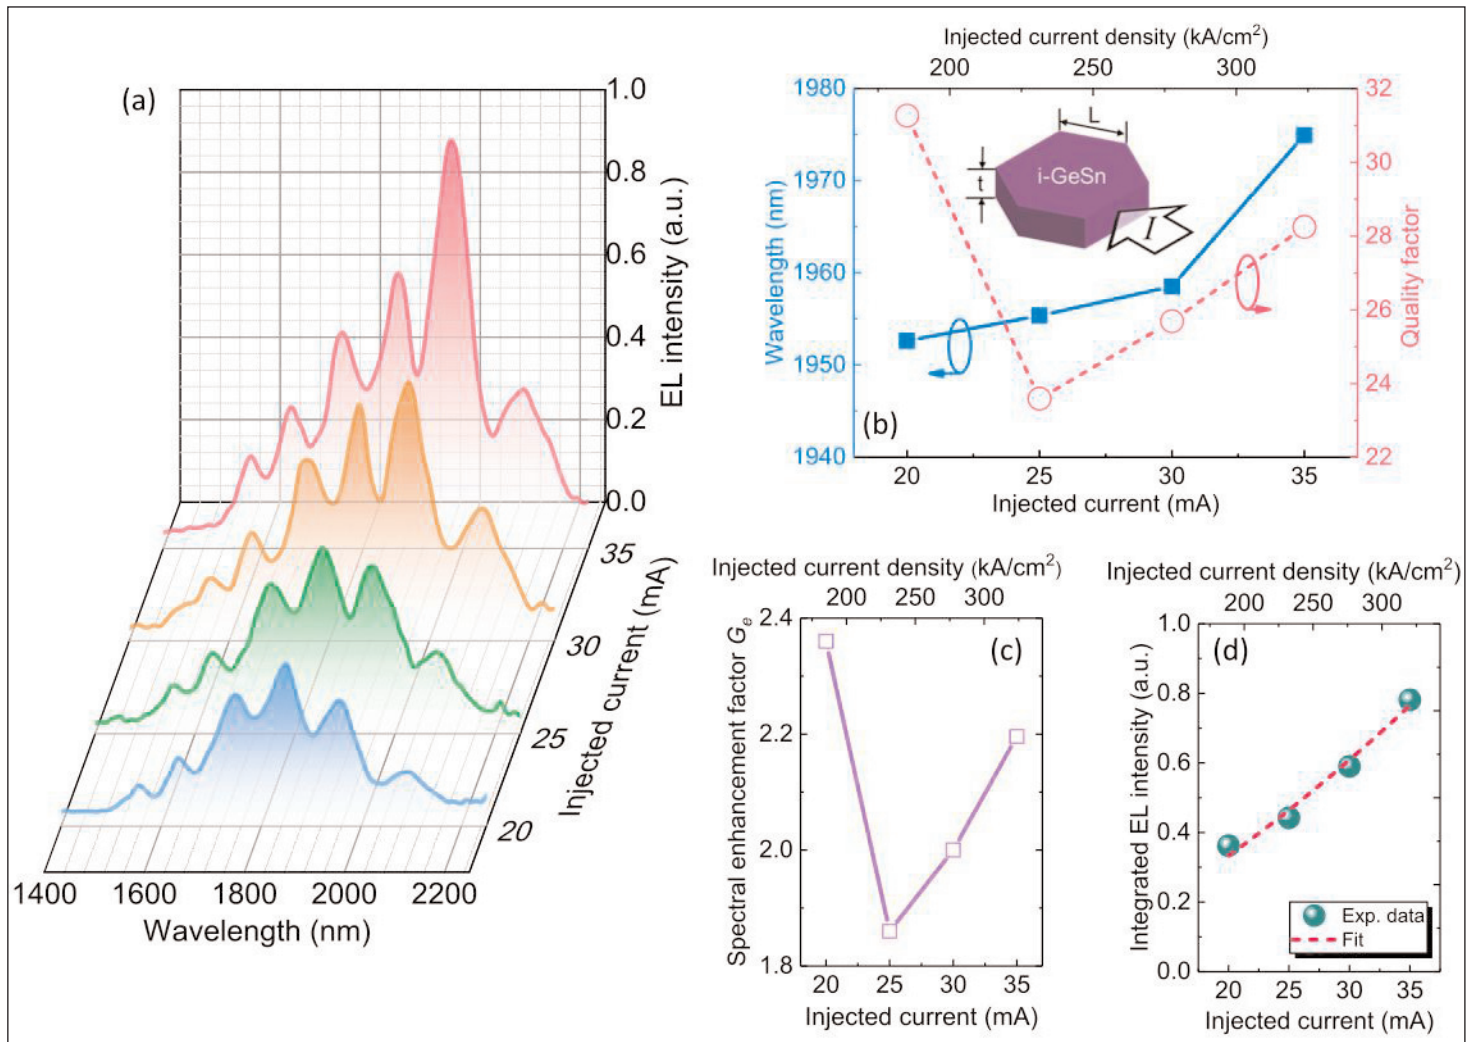 (a)
1.0
0.8
0.6
0.4
0.2
0.0
EL intensity (a.u.)
35
30
25
20
Injected current (mA)
1400 1600 1800 2000 2200
Wavelength (nm)
Injected current density (kA/cm²)
200 250 300
1980
1970
1960
1950
1940
Wavelength (nm)
32
30
28
26
24
22
Quality factor
L
t
i-GeSn
I
(b)
20 25 30 35
Injected current (mA)
Injected current density (kA/cm²)
200 250 300
2.4
2.2
2.0
1.8
Spectral enhancement factor Gₑ
(c)
20 25 30 35
Injected current (mA)
Injected current density (kA/cm²)
200 250 300
1.0
0.8
0.6
0.4
0.2
0.0
Integrated EL intensity (a.u.)
(d)
Exp. data
Fit
20 25 30 35
Injected current (mA)